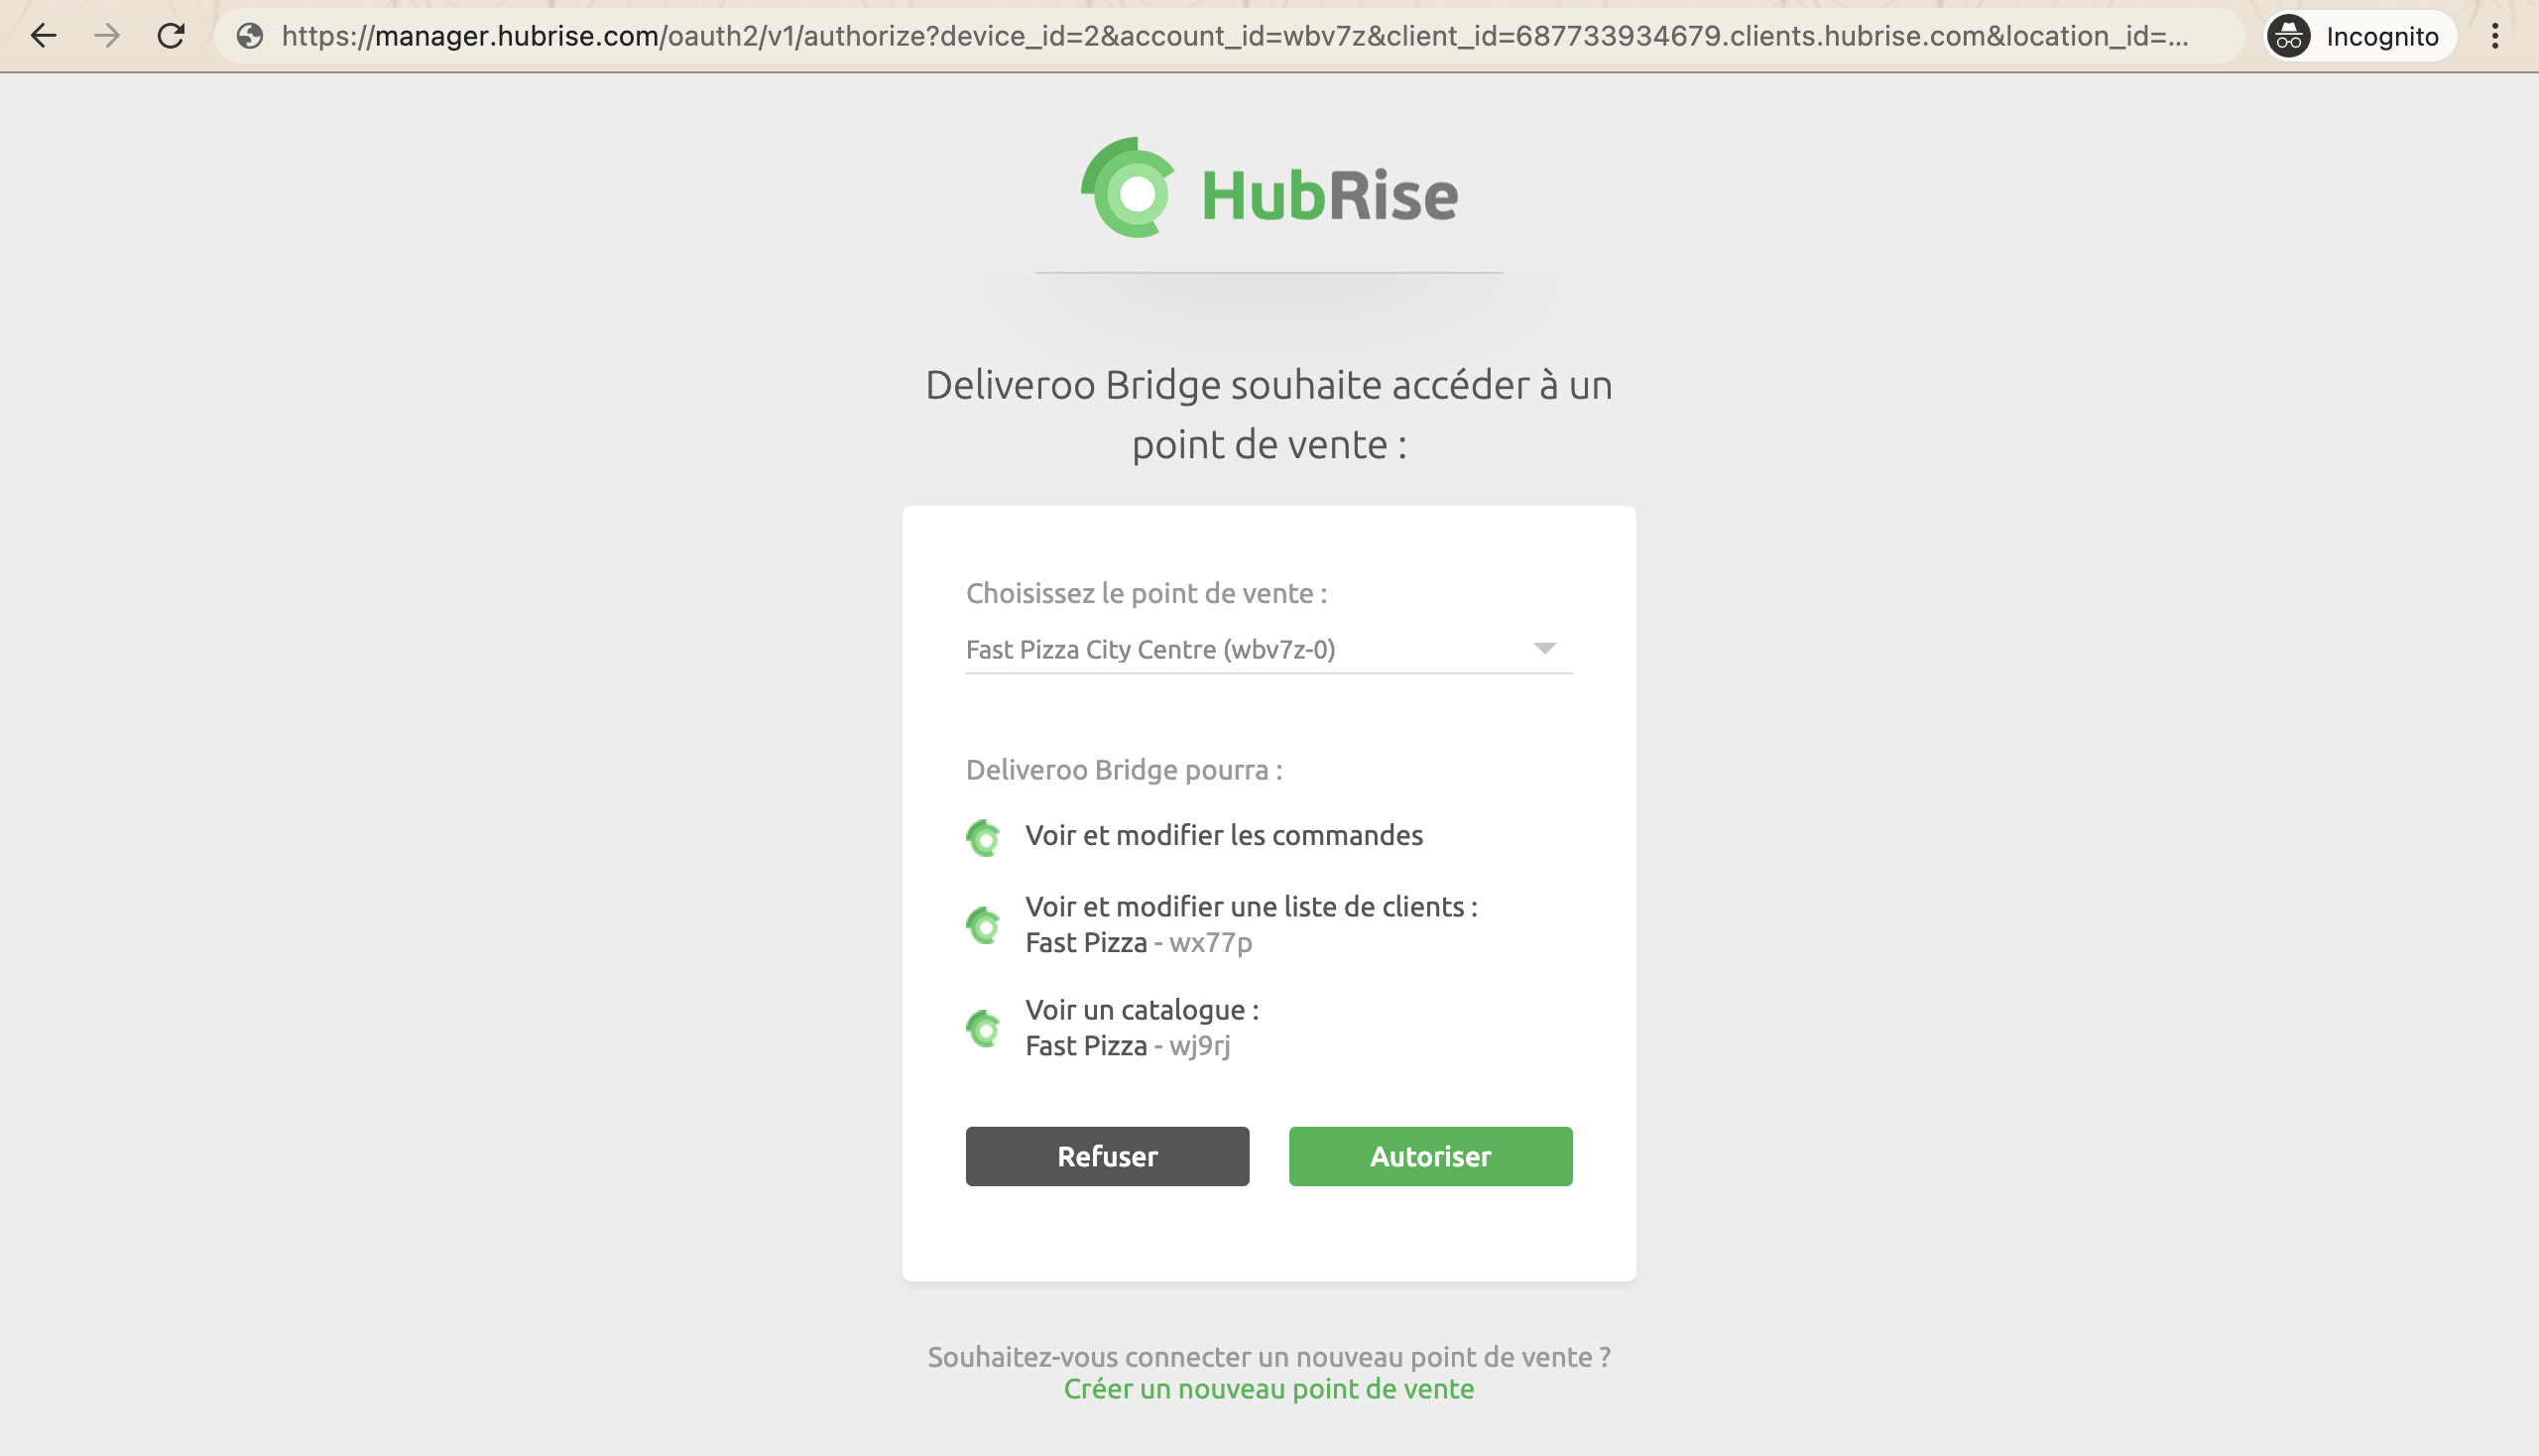 https://manager.hubrise.com/oauth2/v1/authorize?device_id=2&account_id=wbv7z&client_id=687733934679.clients.hubrise.com&location_id=...
Incognito
HubRise
Deliveroo Bridge souhaite accéder à un
point de vente :
Choisissez le point de vente :
Fast Pizza City Centre (wbv7z-0)
Deliveroo Bridge pourra :
Voir et modifier les commandes
Voir et modifier une liste de clients :
Fast Pizza - wx77p
Voir un catalogue :
Fast Pizza - wj9rj
Refuser
Autoriser
Souhaitez-vous connecter un nouveau point de vente ?
Créer un nouveau point de vente